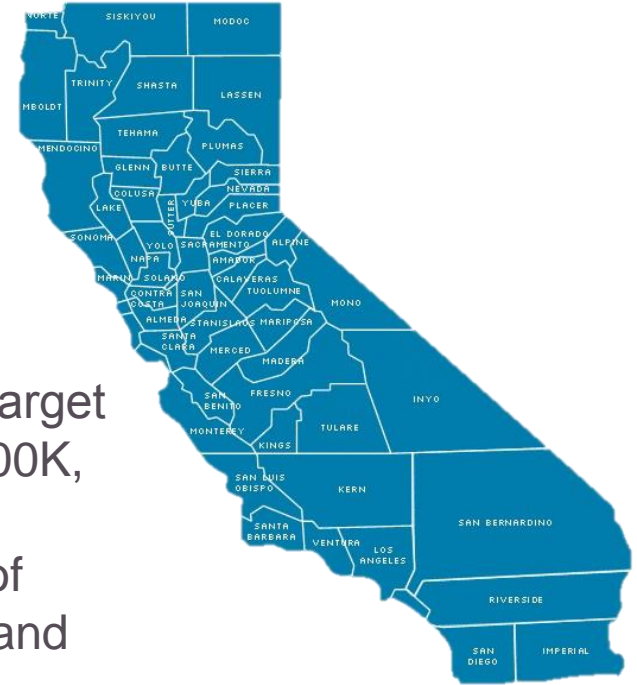 NORTE
SISKIYOU
MODOC
TRINITY
SHASTA
LASSEN
MBOLDT
TEHAMA
PLUMAS
MENDOCINO
GLENN
BUTTE
SIERRA
NEVADA
COLUSA
YUBA
PLACER
LAKE
SUTTER
EL DORADO
ALPINE
SONOMA
YOLO
SACRAMENTO
NAPA
AMADOR
MARIN
SOLANO
CALAVERAS
TUOLUMNE
CONTRA
COSTA
SAN
JOAQUIN
MONO
ALMEDA
STANISLAUS
MARIPOSA
SANTA
CLARA
MERCED
MADERA
SAN
BENITO
FRESNO
INYO
MONTEREY
TULARE
KINGS
SAN LUIS
OBISPO
KERN
SAN BERNARDINO
SANTA
BARBARA
VENTURA
LOS
ANGELES
RIVERSIDE
SAN
DIEGO
IMPERIAL
arget
00K,
of
and